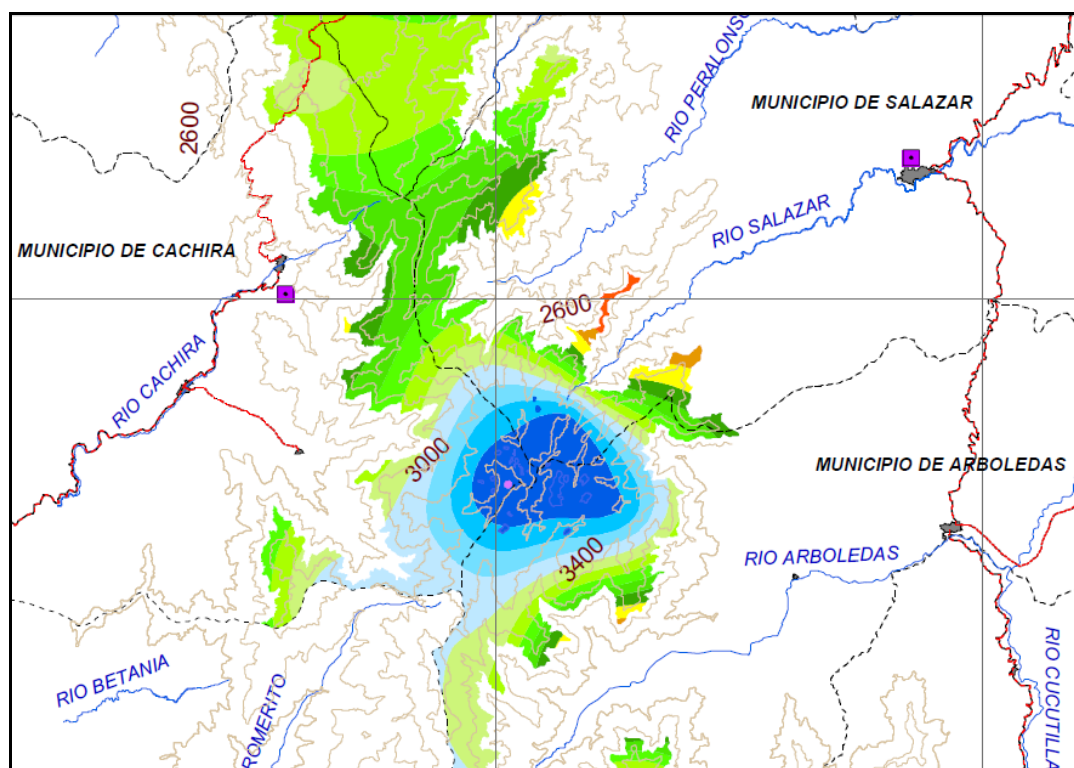 RIO PERALONSO
MUNICIPIO DE SALAZAR
2600
RIO SALAZAR
MUNICIPIO DE CACHIRA
2600
RIO CACHIRA
3000
MUNICIPIO DE ARBOLEDAS
3400
RIO ARBOLEDAS
RIO BETANIA
ROMERITO
RIO CUCUTILLA